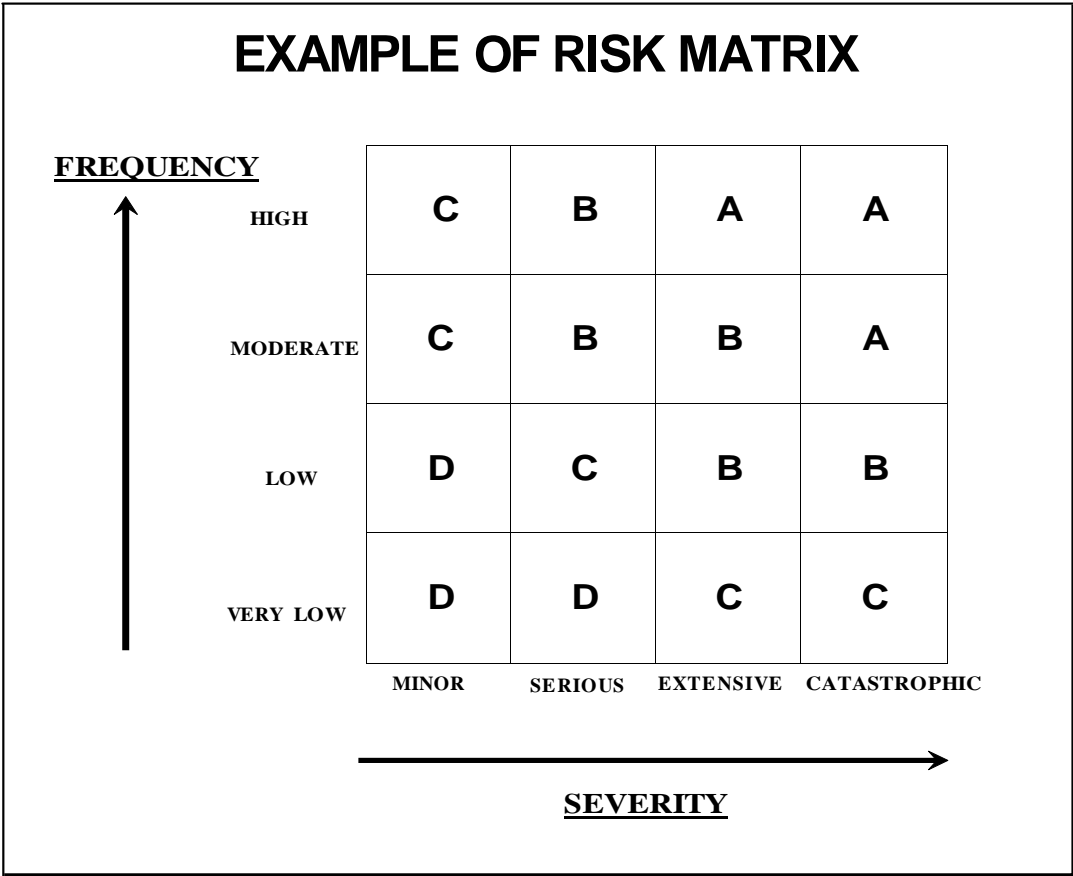 EXAMPLE OF RISK MATRIX
FREQUENCY
HIGH C B A A
MODERATE C B B A
LOW D C B B
VERY LOW D D C C
MINOR SERIOUS EXTENSIVE CATASTROPHIC
SEVERITY